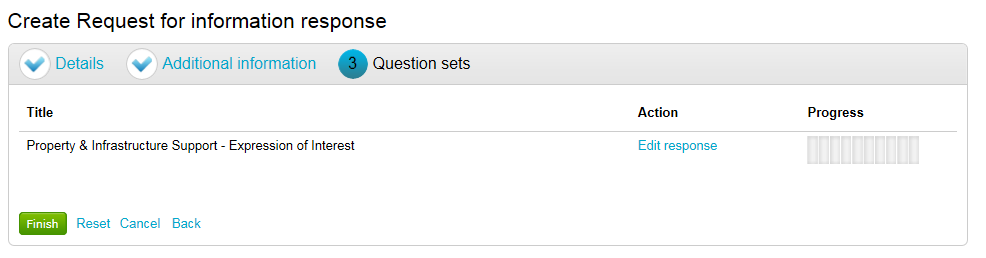 Create Request for information response
Details Additional information 3 Question sets
Title Action Progress
Property & Infrastructure Support - Expression of Interest Edit response
Finish Reset Cancel Back